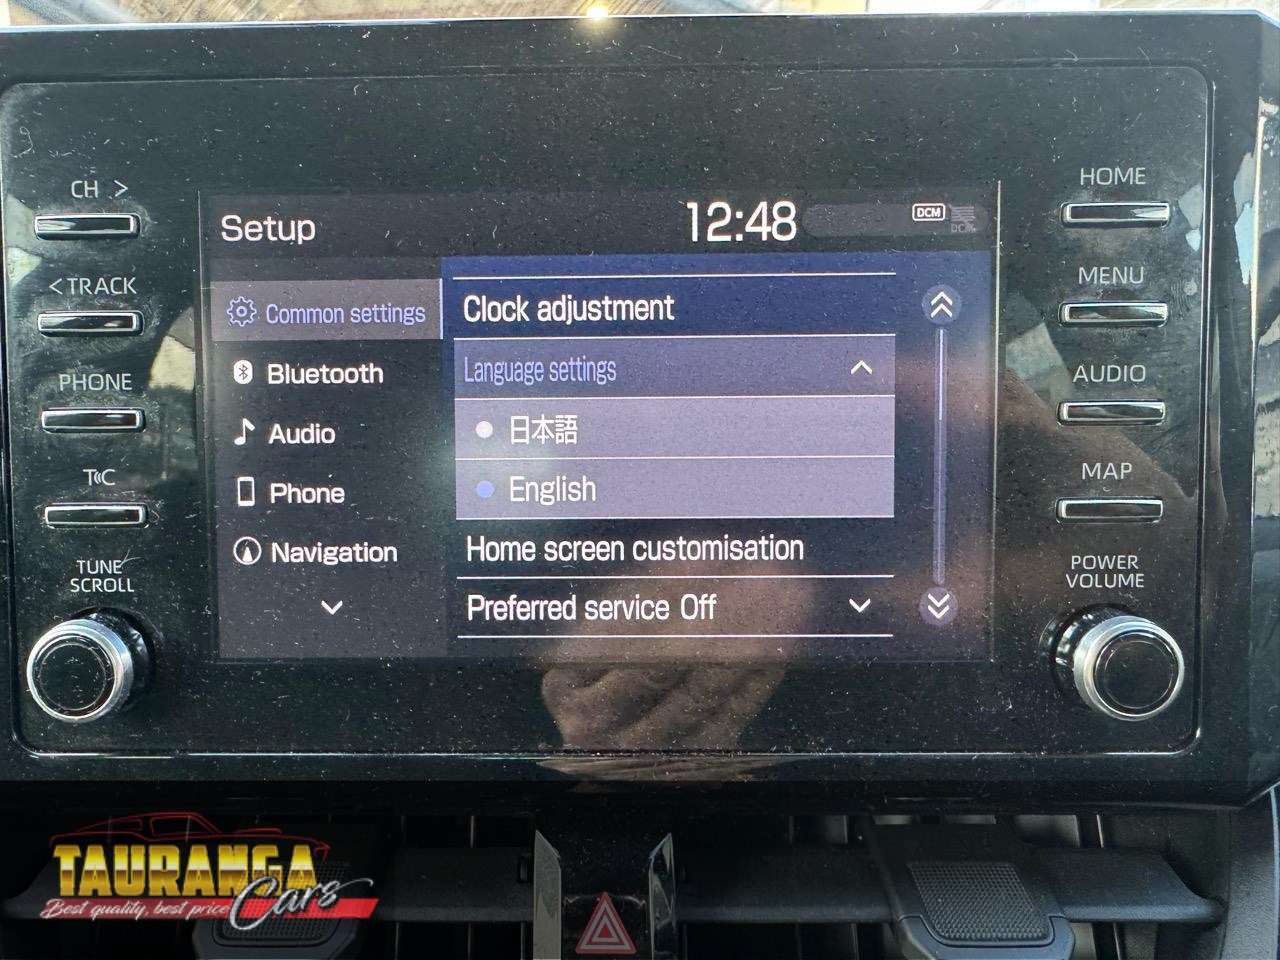 CH >
< TRACK
PHONE
T C
TUNE
SCROLL
Setup
12:48
DCM
DCM
Common settings
Bluetooth
Audio
Phone
Navigation
Clock adjustment
Language settings
日本語
English
Home screen customisation
Preferred service Off
HOME
MENU
AUDIO
MAP
POWER
VOLUME
TAURANGA
Cars
Best quality, best price